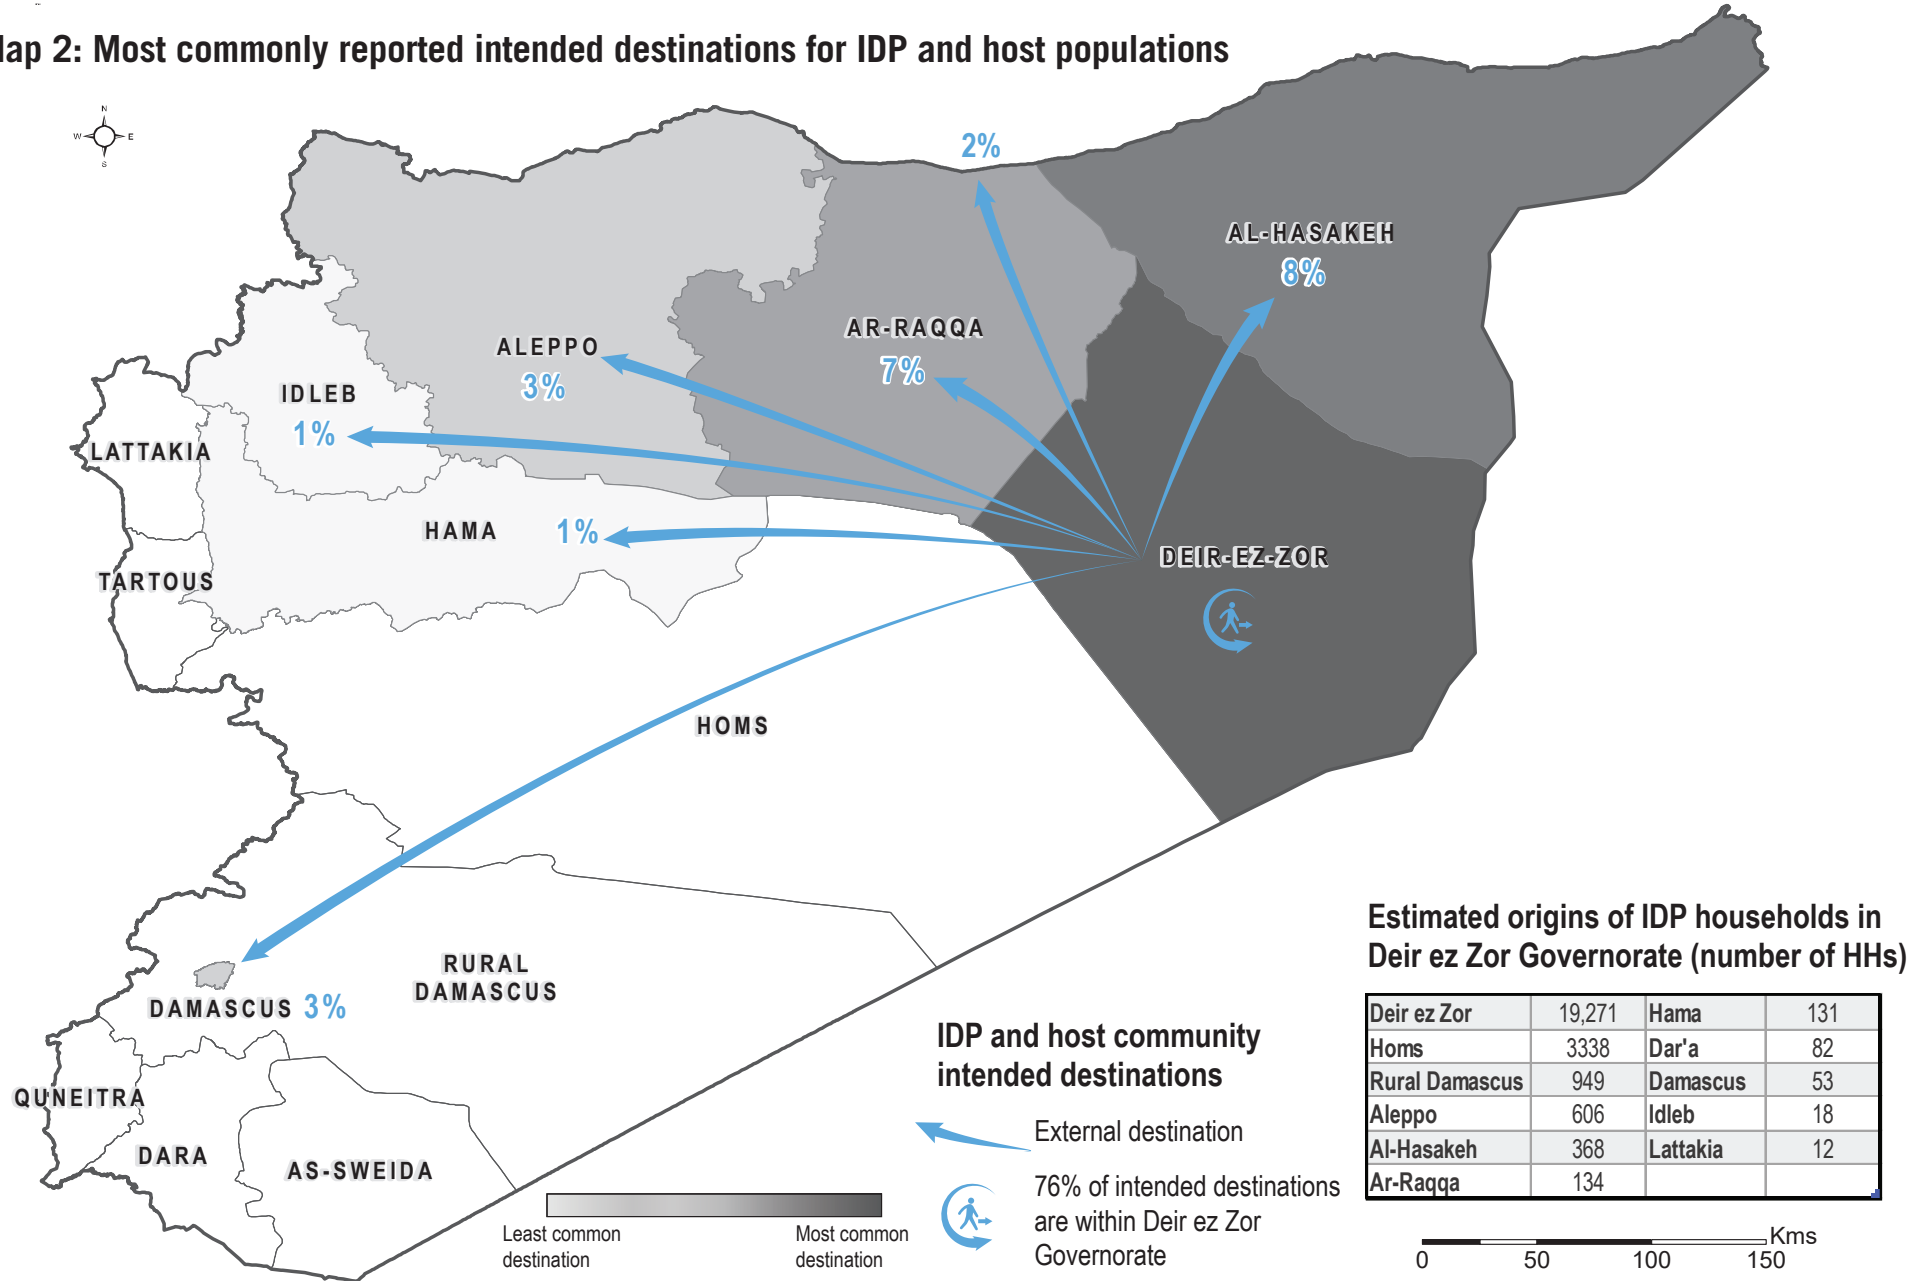 Map 2: Most commonly reported intended destinations for IDP and host populations
N
W E
S
2%
AL-HASAKEH
8%
AR-RAQQA
7%
ALEPPO
3%
IDLEB
1%
LATTAKIA
HAMA 1%
DEIR-EZ-ZOR
TARTOUS
HOMS
RURAL
DAMASCUS
DAMASCUS 3%
QUNEITRA
DARA
AS-SWEIDA
Least common
destination
Most common
destination
IDP and host community
intended destinations
External destination
76% of intended destinations
are within Deir ez Zor
Governorate
Estimated origins of IDP households in
Deir ez Zor Governorate (number of HHs)
Deir ez Zor 19,271 Hama 131
Homs 3338 Dar'a 82
Rural Damascus 949 Damascus 53
Aleppo 606 Idleb 18
Al-Hasakeh 368 Lattakia 12
Ar-Raqqa 134
Kms
0 50 100 150